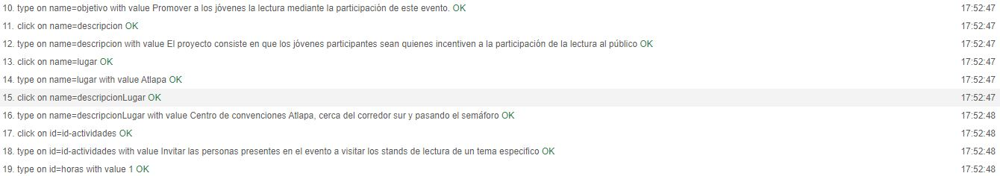 10. type on name=objetivo with value Promover a los jóvenes la lectura mediante la participación de este evento. OK 17:52:47
11. click on name=descripcion OK 17:52:47
12. type on name=descripcion with value El proyecto consiste en que los jóvenes participantes sean quienes incentiven a la participación de la lectura al público OK 17:52:47
13. click on name=lugar OK 17:52:47
14. type on name=lugar with value Atlapa OK 17:52:47
15. click on name=descripcionLugar OK 17:52:47
16. type on name=descripcionLugar with value Centro de convenciones Atlapa, cerca del corredor sur y pasando el semáforo OK 17:52:48
17. click on id=id-actividades OK 17:52:48
18. type on id=id-actividades with value Invitar las personas presentes en el evento a visitar los stands de lectura de un tema especifico OK 17:52:48
19. type on id=horas with value 1 OK 17:52:48